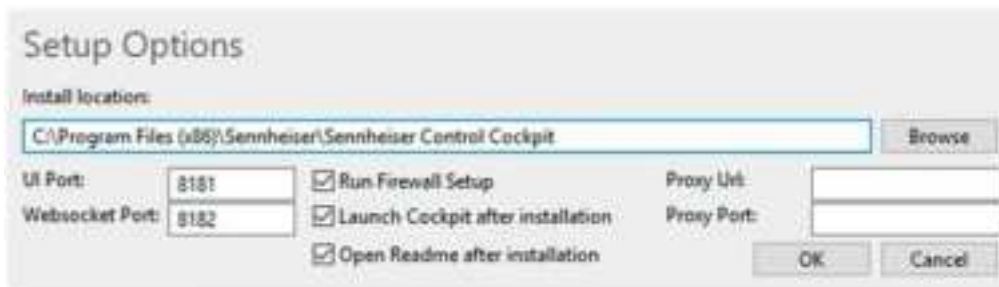 Setup Options
Install location:
C:\Program Files (x86)\Sennheiser\Sennheiser Control Cockpit
Browse
UI Port: 8181
Run Firewall Setup
Proxy Url:
Websocket Port: 8182
Launch Cockpit after installation
Proxy Port:
Open Readme after installation
OK
Cancel